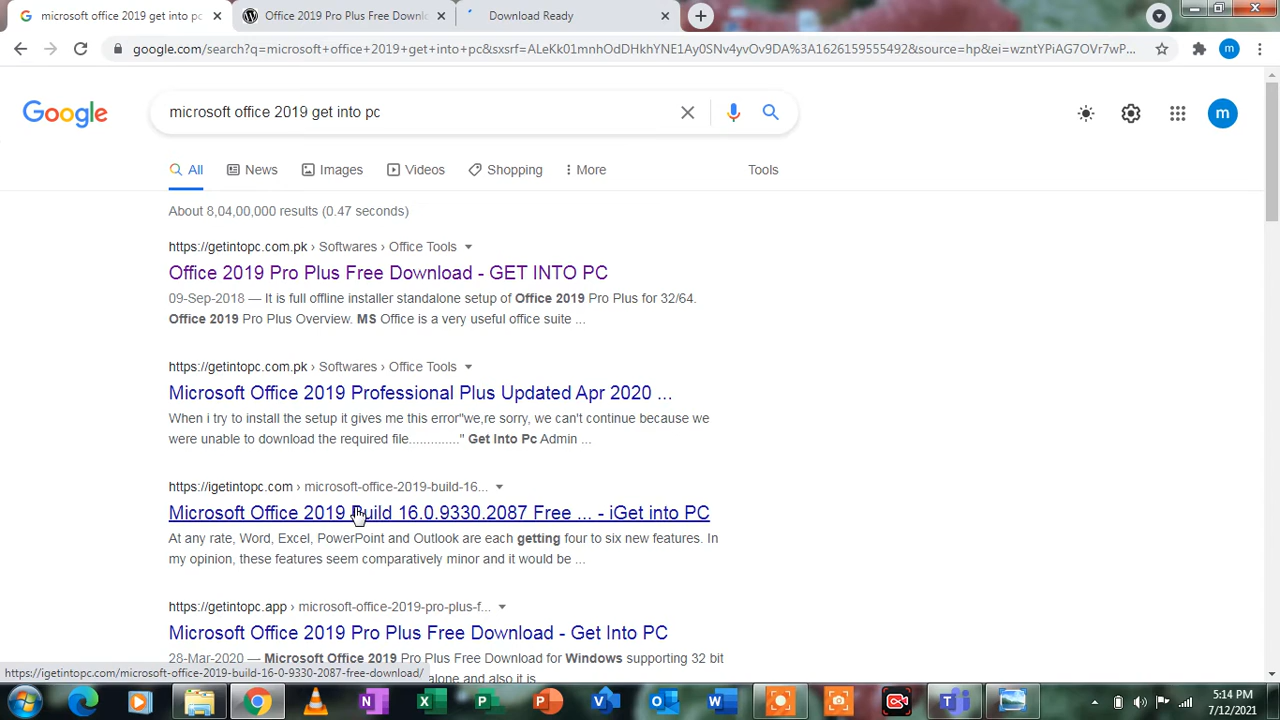 microsoft office 2019 get into pc
Office 2019 Pro Plus Free Downl
Download Ready
google.com/search?q=microsoft+office+2019+get+into+pc&sxsrf=ALeKk01mnhOdDHkhYNE1Ay0SNv4yvOv9DA%3A1626159555492&source=hp&ei=wzntYPiAG7OVr7wP...
m
Google
microsoft office 2019 get into pc
m
All News Images Videos Shopping More Tools
About 8,04,00,000 results (0.47 seconds)
https://getintopc.com.pk › Softwares › Office Tools
Office 2019 Pro Plus Free Download - GET INTO PC
09-Sep-2018 — It is full offline installer standalone setup of Office 2019 Pro Plus for 32/64.
Office 2019 Pro Plus Overview. MS Office is a very useful office suite ...
https://getintopc.com.pk › Softwares › Office Tools
Microsoft Office 2019 Professional Plus Updated Apr 2020 ...
When i try to install the setup it gives me this error"we,re sorry, we can't continue because we
were unable to download the required file............." Get Into Pc Admin ...
https://igetintopc.com › microsoft-office-2019-build-16...
Microsoft Office 2019 Build 16.0.9330.2087 Free ... - iGet into PC
At any rate, Word, Excel, PowerPoint and Outlook are each getting four to six new features. In
my opinion, these features seem comparatively minor and it would be ...
https://getintopc.app › microsoft-office-2019-pro-plus-f...
Microsoft Office 2019 Pro Plus Free Download - Get Into PC
28-Mar-2020 — Microsoft Office 2019 Pro Plus Free Download for Windows supporting 32 bit
alone and also it is
https://igetintopc.com/microsoft-office-2019-build-16-0-9330-2087-free-download/
5:14 PM
7/12/2021